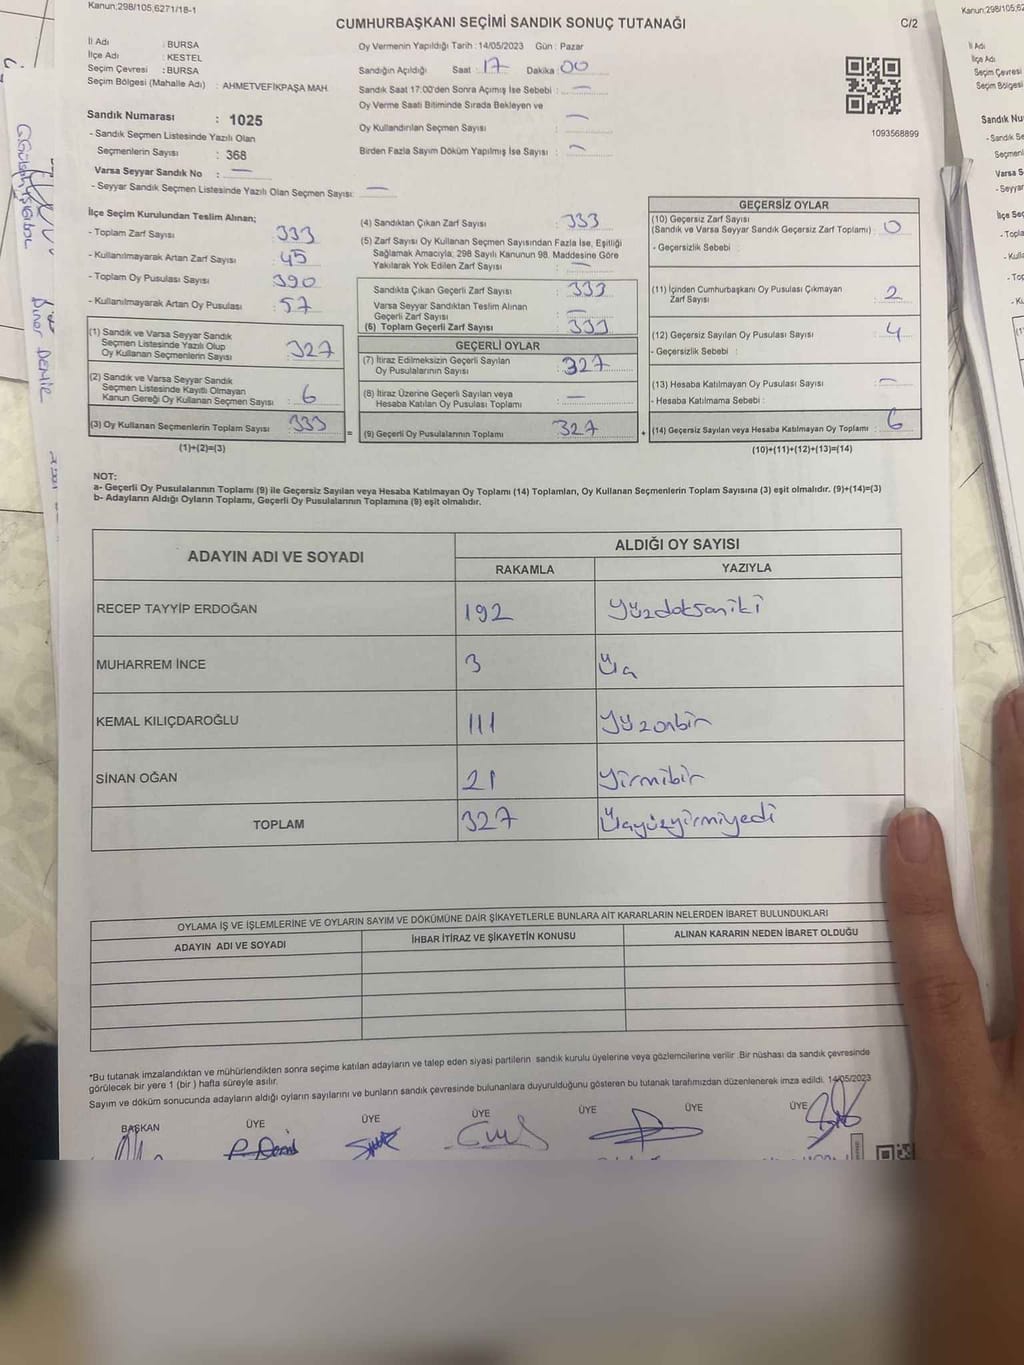 Kanun:298/105,6271/18-1
CUMHURBAŞKANI SEÇİMİ SANDIK SONUÇ TUTANAĞI
C/2
İl Adı : BURSA
İlçe Adı : KESTEL
Seçim Çevresi : BURSA
Seçim Bölgesi (Mahalle Adı) : AHMETVEFİKPAŞA MAH.
Oy Vermenin Yapıldığı Tarih : 14/05/2023 Gün : Pazar
Sandığın Açıldığı Saat : 17 Dakika : 00
Sandık Saat 17:00'den Sonra Açımış İse Sebebi : —
Oy Verme Saati Bitiminde Sırada Bekleyen ve
Oy Kullandırılan Seçmen Sayısı : —
Birden Fazla Sayım Döküm Yapılmış İse Sayısı : —
1093568899
Sandık Numarası : 1025
- Sandık Seçmen Listesinde Yazılı Olan
Seçmenlerin Sayısı : 368
Varsa Seyyar Sandık No : —
- Seyyar Sandık Seçmen Listesinde Yazılı Olan Seçmen Sayısı: —
İlçe Seçim Kurulundan Teslim Alınan;
- Toplam Zarf Sayısı : 333
- Kullanılmayarak Artan Zarf Sayısı : 45
- Toplam Oy Pusulası Sayısı : 390
- Kullanılmayarak Artan Oy Pusulası : 57
(1) Sandık ve Varsa Seyyar Sandık
Seçmen Listesinde Yazılı Olup
Oy Kullanan Seçmenlerin Sayısı : 327
(2) Sandık ve Varsa Seyyar Sandık
Seçmen Listesinde Kayıtlı Olmayan
Kanun Gereği Oy Kullanan Seçmen Sayısı : 6
(3) Oy Kullanan Seçmenlerin Toplam Sayısı : 333
(1)+(2)=(3)
(4) Sandıktan Çıkan Zarf Sayısı : 333
(5) Zarf Sayısı Oy Kullanan Seçmen Sayısından Fazla İse, Eşitliği
Sağlamak Amacıyla, 298 Sayılı Kanunun 98. Maddesine Göre
Yakılarak Yok Edilen Zarf Sayısı : —
Sandıkta Çıkan Geçerli Zarf Sayısı : 333
Varsa Seyyar Sandıktan Teslim Alınan
Geçerli Zarf Sayısı : —
(6) Toplam Geçerli Zarf Sayısı : 333
GEÇERLİ OYLAR
(7) İtiraz Edilmeksizin Geçerli Sayılan
Oy Pusulalarının Sayısı : 327
(8) İtiraz Üzerine Geçerli Sayılan veya
Hesaba Katılan Oy Pusulası Toplamı : —
= (9) Geçerli Oy Pusulalarının Toplamı : 327
GEÇERSİZ OYLAR
(10) Geçersiz Zarf Sayısı
(Sandık ve Varsa Seyyar Sandık Geçersiz Zarf Toplamı) : 0
- Geçersizlik Sebebi :
(11) İçinden Cumhurbaşkanı Oy Pusulası Çıkmayan
Zarf Sayısı : 2
(12) Geçersiz Sayılan Oy Pusulası Sayısı : 4
- Geçersizlik Sebebi :
(13) Hesaba Katılmayan Oy Pusulası Sayısı : —
- Hesaba Katılmama Sebebi :
+ (14) Geçersiz Sayılan veya Hesaba Katılmayan Oy Toplamı : 6
(10)+(11)+(12)+(13)=(14)
NOT:
a- Geçerli Oy Pusulalarının Toplamı (9) ile Geçersiz Sayılan veya Hesaba Katılmayan Oy Toplamı (14) Toplamları, Oy Kullanan Seçmenlerin Toplam Sayısına (3) eşit olmalıdır. (9)+(14)=(3)
b- Adayların Aldığı Oyların Toplamı, Geçerli Oy Pusulalarının Toplamına (9) eşit olmalıdır.
ADAYIN ADI VE SOYADI
ALDIĞI OY SAYISI
RAKAMLA YAZIYLA
RECEP TAYYİP ERDOĞAN 192 Yüzdoksaniki
MUHARREM İNCE 3 Üç
KEMAL KILIÇDAROĞLU 111 Yüzonbir
SİNAN OĞAN 21 Yirmibir
TOPLAM 327 Üçyüzyirmiyedi
OYLAMA İŞ VE İŞLEMLERİNE VE OYLARIN SAYIM VE DÖKÜMÜNE DAİR ŞİKAYETLERLE BUNLARA AİT KARARLARIN NELERDEN İBARET BULUNDUKLARI
ADAYIN ADI VE SOYADI İHBAR İTİRAZ VE ŞİKAYETİN KONUSU ALINAN KARARIN NEDEN İBARET OLDUĞU
*Bu tutanak imzalandıktan ve mühürlendikten sonra seçime katılan adayların ve talep eden siyasi partilerin sandık kurulu üyelerine veya gözlemcilerine verilir. Bir nüshası da sandık çevresinde
görülecek bir yere 1 (bir) hafta süreyle asılır.
Sayım ve döküm sonucunda adayların aldığı oyların sayılarını ve bunların sandık çevresinde bulunanlara duyurulduğunu gösteren bu tutanak tarafımızdan düzenlenerek imza edildi. 14/05/2023
BAŞKAN ÜYE ÜYE ÜYE ÜYE ÜYE ÜYE